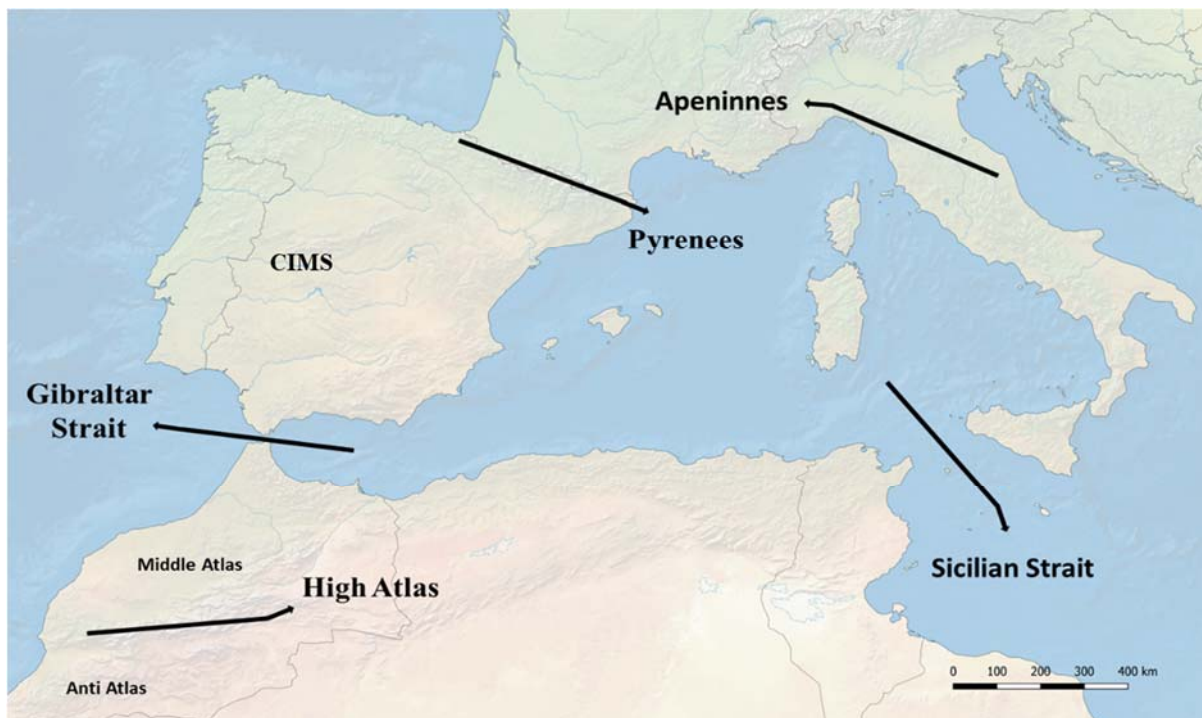 Apeninnes
Pyrenees
CIMS
Gibraltar
Strait
Middle Atlas
High Atlas
Sicilian Strait
Anti Atlas
0 100 200 300 400 km